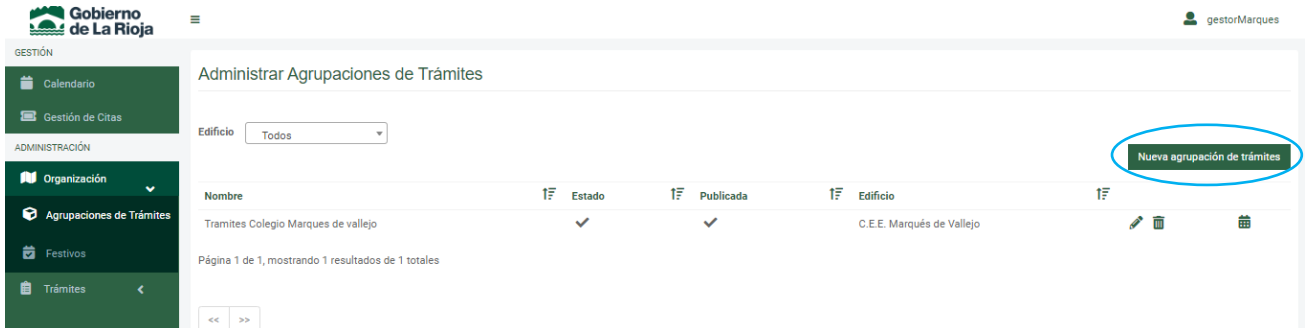 Gobierno
de La Rioja
gestorMarques
GESTIÓN
Calendario
Gestión de Citas
ADMINISTRACIÓN
Organización
Agrupaciones de Trámites
Festivos
Trámites
Administrar Agrupaciones de Trámites
Edificio Todos
Nueva agrupación de trámites
Nombre Estado Publicada Edificio
Tramites Colegio Marques de vallejo C.E.E. Marqués de Vallejo
Página 1 de 1, mostrando 1 resultados de 1 totales
<< >>